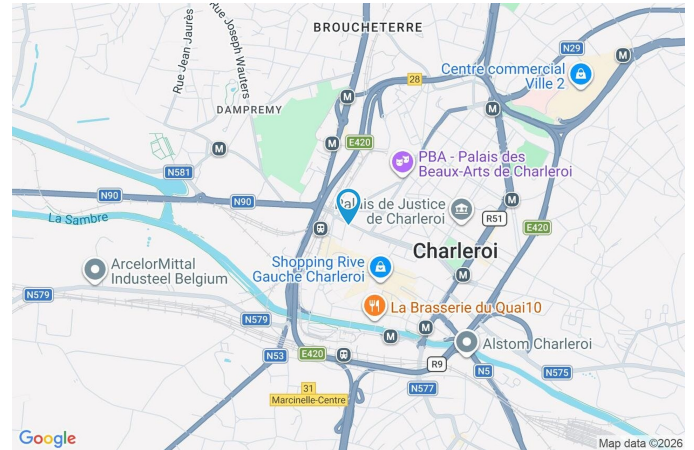 BROUCHETERRE
N29
Rue Jean Jaurès
Rue Joseph Wauters
Centre commercial
Ville 2
28
M
M
DAMPREMY
M
M
M
E420
PBA - Palais des
Beaux-Arts de Charleroi
N581
N90
N90
M
Palais de Justice
de Charleroi
R51
E420
La Sambre
Charleroi
ArcelorMittal
Industeel Belgium
Shopping Rive
Gauche Charleroi
M
N579
La Brasserie du Quai10
N579
M
M
Alstom Charleroi
N53
E420
R9
N5
N575
31
N577
Marcinelle-Centre
Google
Map data ©2026